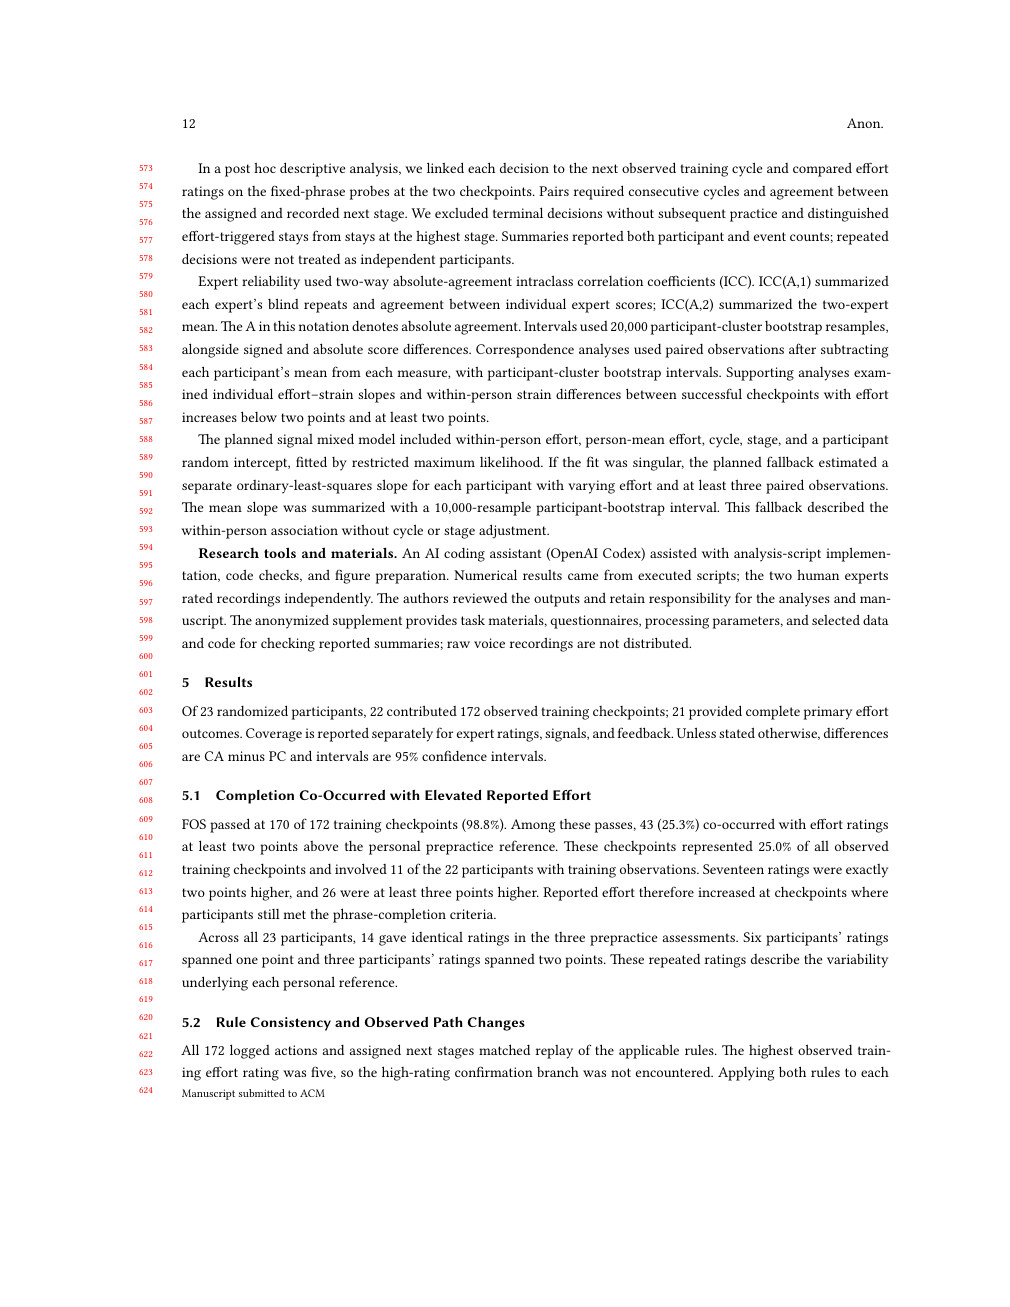 12
Anon.
573 In a post hoc descriptive analysis, we linked each decision to the next observed training cycle and compared effort
574 ratings on the fixed-phrase probes at the two checkpoints. Pairs required consecutive cycles and agreement between
575 the assigned and recorded next stage. We excluded terminal decisions without subsequent practice and distinguished
576
577 effort-triggered stays from stays at the highest stage. Summaries reported both participant and event counts; repeated
578 decisions were not treated as independent participants.
579 Expert reliability used two-way absolute-agreement intraclass correlation coefficients (ICC). ICC(A,1) summarized
580 each expert's blind repeats and agreement between individual expert scores; ICC(A,2) summarized the two-expert
581
582 mean. The A in this notation denotes absolute agreement. Intervals used 20,000 participant-cluster bootstrap resamples,
583 alongside signed and absolute score differences. Correspondence analyses used paired observations after subtracting
584 each participant's mean from each measure, with participant-cluster bootstrap intervals. Supporting analyses exam-
585 ined individual effort–strain slopes and within-person strain differences between successful checkpoints with effort
586
587 increases below two points and at least two points.
588 The planned signal mixed model included within-person effort, person-mean effort, cycle, stage, and a participant
589 random intercept, fitted by restricted maximum likelihood. If the fit was singular, the planned fallback estimated a
590
591 separate ordinary-least-squares slope for each participant with varying effort and at least three paired observations.
592 The mean slope was summarized with a 10,000-resample participant-bootstrap interval. This fallback described the
593 within-person association without cycle or stage adjustment.
594 Research tools and materials. An AI coding assistant (OpenAI Codex) assisted with analysis-script implemen-
595
596 tation, code checks, and figure preparation. Numerical results came from executed scripts; the two human experts
597 rated recordings independently. The authors reviewed the outputs and retain responsibility for the analyses and man-
598 uscript. The anonymized supplement provides task materials, questionnaires, processing parameters, and selected data
599 and code for checking reported summaries; raw voice recordings are not distributed.
600
601
602 5 Results
603 Of 23 randomized participants, 22 contributed 172 observed training checkpoints; 21 provided complete primary effort
604 outcomes. Coverage is reported separately for expert ratings, signals, and feedback. Unless stated otherwise, differences
605
606 are CA minus PC and intervals are 95% confidence intervals.
607
608 5.1 Completion Co-Occurred with Elevated Reported Effort
609 FOS passed at 170 of 172 training checkpoints (98.8%). Among these passes, 43 (25.3%) co-occurred with effort ratings
610
611 at least two points above the personal prepractice reference. These checkpoints represented 25.0% of all observed
612 training checkpoints and involved 11 of the 22 participants with training observations. Seventeen ratings were exactly
613 two points higher, and 26 were at least three points higher. Reported effort therefore increased at checkpoints where
614 participants still met the phrase-completion criteria.
615
616 Across all 23 participants, 14 gave identical ratings in the three prepractice assessments. Six participants' ratings
617 spanned one point and three participants' ratings spanned two points. These repeated ratings describe the variability
618 underlying each personal reference.
619
620 5.2 Rule Consistency and Observed Path Changes
621
622 All 172 logged actions and assigned next stages matched replay of the applicable rules. The highest observed train-
623 ing effort rating was five, so the high-rating confirmation branch was not encountered. Applying both rules to each
624 Manuscript submitted to ACM